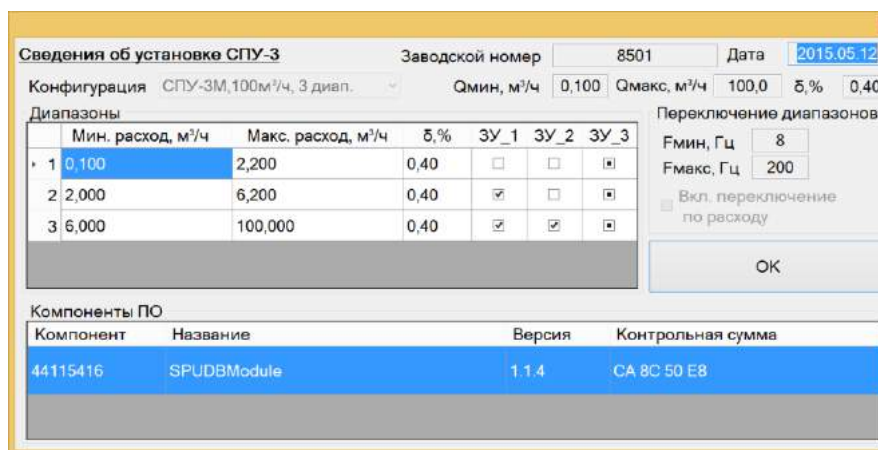 Сведения об установке СПУ-3 Заводской номер 8501 Дата 2015.05.12
Конфигурация СПУ-3М,100м³/ч, 3 диап. Qмин, м³/ч 0,100 Qмакс, м³/ч 100,0 δ,% 0,40
Диапазоны Переключение диапазонов
Мин. расход, м³/ч Макс. расход, м³/ч δ,% ЗУ_1 ЗУ_2 ЗУ_3
1 0,100 2,200 0,40
Fмин, Гц 8
2 2,000 6,200 0,40
Fмакс, Гц 200
3 6,000 100,000 0,40
Вкл. переключение
по расходу
OK
Компоненты ПО
Компонент Название Версия Контрольная сумма
44115416 SPUDBModule 1.1.4 CA 8C 50 E8